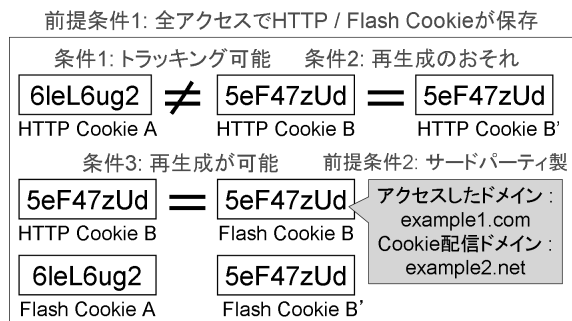 前提条件1: 全アクセスでHTTP / Flash Cookieが保存
条件1: トラッキング可能 条件2: 再生成のおそれ
6leL6ug2 ≠ 5eF47zUd = 5eF47zUd
HTTP Cookie A HTTP Cookie B HTTP Cookie B’
条件3: 再生成が可能 前提条件2: サードパーティ製
5eF47zUd = 5eF47zUd
HTTP Cookie B Flash Cookie B
アクセスしたドメイン :
example1.com
Cookie配信ドメイン :
example2.net
6leL6ug2 5eF47zUd
Flash Cookie A Flash Cookie B’